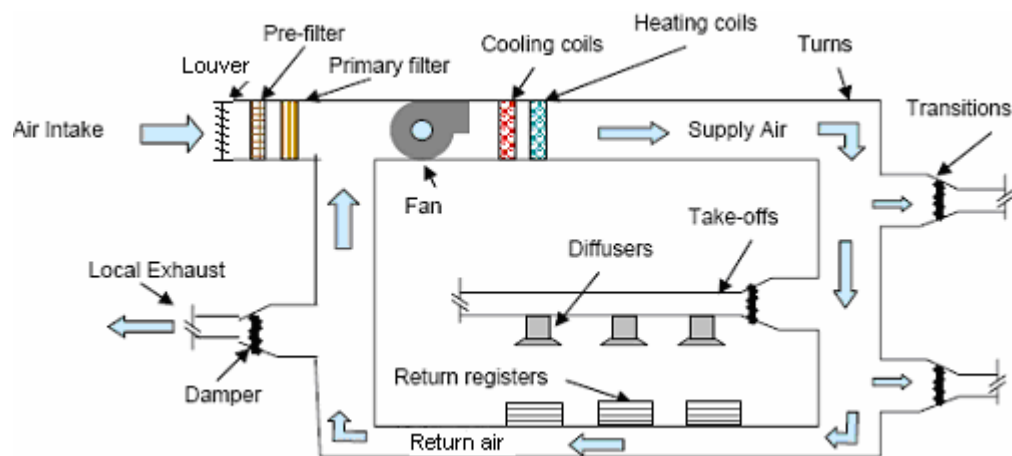 Pre-filter
Heating coils
Cooling coils
Turns
Louver
Primary filter
Transitions
Air Intake
Supply Air
Fan
Take-offs
Diffusers
Local Exhaust
Damper
Return registers
Return air